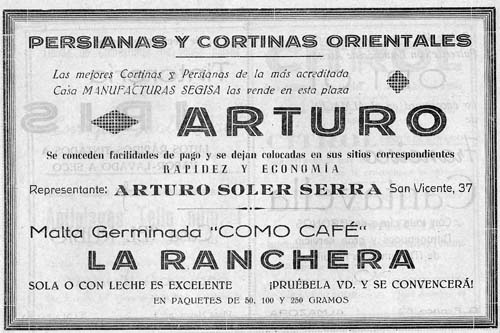 PERSIANAS Y CORTINAS ORIENTALES
Las mejores Cortinas y Persianas de la más acreditada
Casa MANUFACTURAS SEGISA las vende en esta plaza
ARTURO
Se conceden facilidades de pago y se dejan colocadas en sus sitios correspondientes
RAPIDEZ Y ECONOMÍA
Representante: ARTURO SOLER SERRA San Vicente, 37
Malta Germinada "COMO CAFÉ"
LA RANCHERA
SOLA O CON LECHE ES EXCELENTE ¡PRUÉBELA VD. Y SE CONVENCERÁ!
EN PAQUETES DE 50, 100 Y 250 GRAMOS